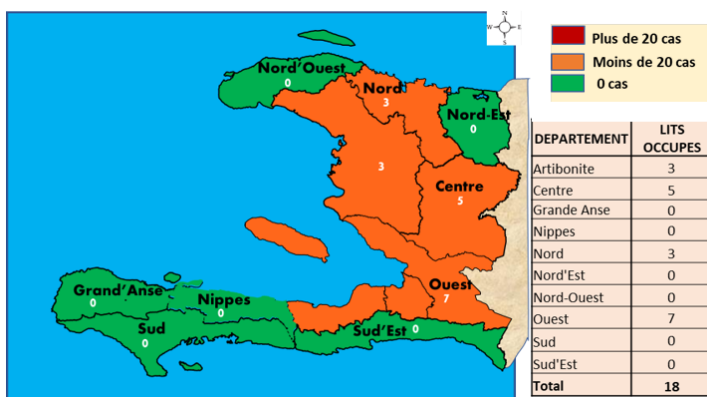 N
W E
S
Plus de 20 cas
Moins de 20 cas
0 cas
Nord'Ouest
0
Nord
3
Nord-Est
0
3
Centre
5
Ouest
7
Grand'Anse
0
Nippes
0
Sud
0
Sud'Est 0
DEPARTEMENT LITS OCCUPES
Artibonite 3
Centre 5
Grande Anse 0
Nippes 0
Nord 3
Nord'Est 0
Nord-Ouest 0
Ouest 7
Sud 0
Sud'Est 0
Total 18